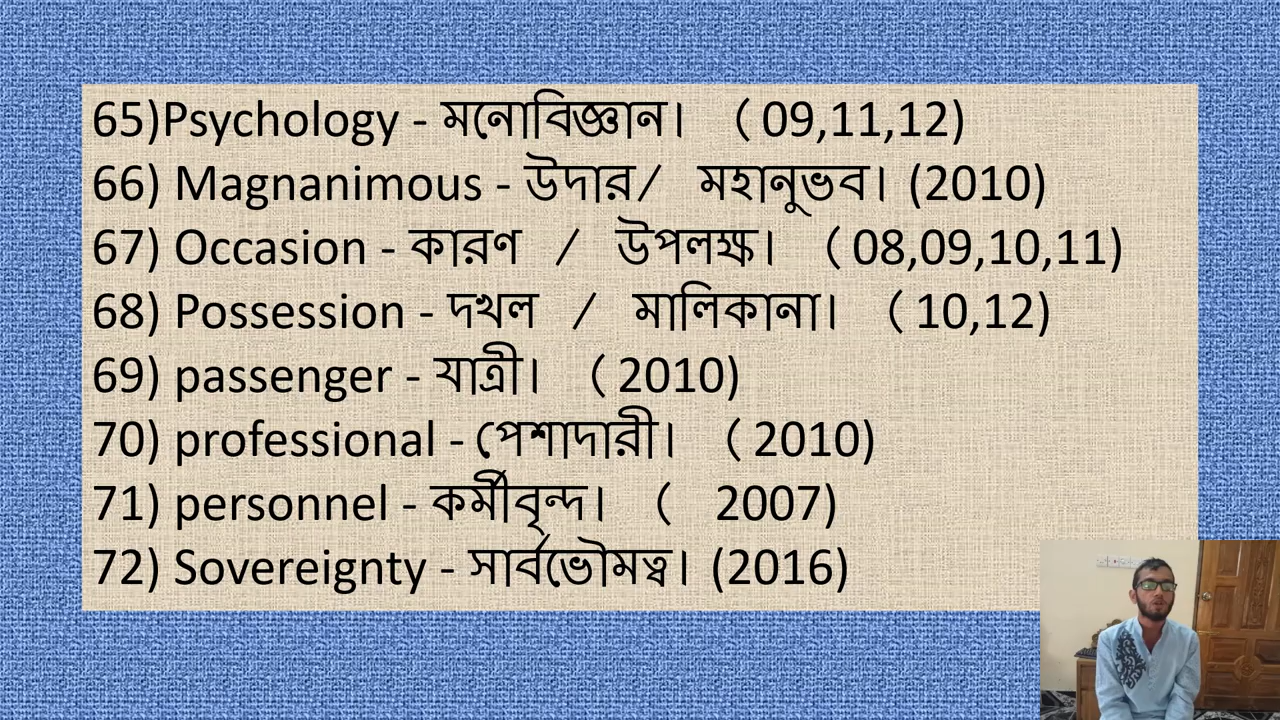 65)Psychology - মনোবিজ্ঞান। (09,11,12)
66) Magnanimous - উদার/ মহানুভব। (2010)
67) Occasion - কারণ / উপলক্ষ। (08,09,10,11)
68) Possession - দখল / মালিকানা। (10,12)
69) passenger - যাত্রী। (2010)
70) professional - পেশাদারী। (2010)
71) personnel - কর্মীবৃন্দ। ( 2007)
72) Sovereignty - সার্বভৌমত্ব। (2016)